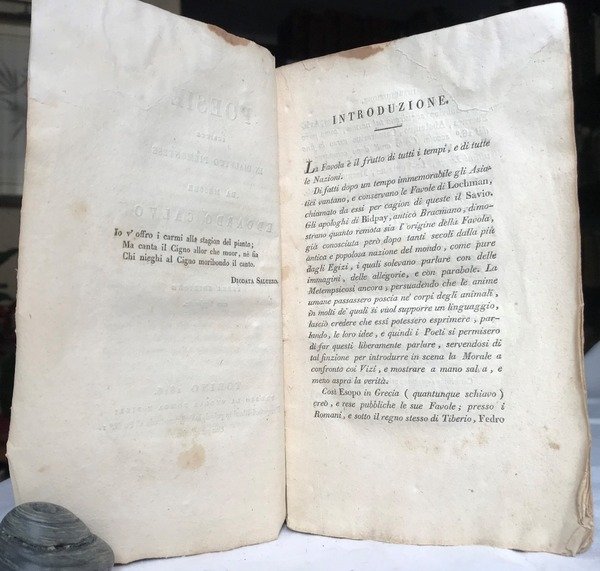 Io v' offro i carmi alla stagion del pianto;
Ma canta il Cigno allor che muor, nè fia
Chi nieghi al Cigno moribondo il canto.
DIODATA SALUZZO.
INTRODUZIONE.
La Favola è il frutto di tutti i tempi, e di tutte
le Nazioni.
Di fatti dopo un tempo immemorabile gli Asia-
tici vantano, e conservano le Favole di Lochman,
chiamato da essi per cagion di queste il Savio.
Gli apologhi di Bidpay, antico Bracmano, dimo-
strano quanto remota sia l'origine della Favola,
già conosciuta però dopo tanti secoli dalla più
antica e popolosa nazione del mondo, come pure
dagli Egizi, i quali solevano parlare con delle
immagini, delle allegorie, e con parabole. La
Metempsicosi ancora, persuadendo che le anime
umane passassero poscia ne' corpi degli animali,
in molti de' quali si vuol supporre un linguaggio,
lasciò credere che essi potessero esprimere, par-
lando, le loro idee, e quindi i Poeti si permisero
di far questi liberamente parlare, servendosi di
tal finzione per introdurre in scena la Morale a
confronto coi Vizi, e mostrare a mano salva, e
meno aspra la verità.
Così Esopo in Grecia (quantunque schiavo)
creò, e rese pubbliche le sue Favole; presso i
Romani, e sotto il regno stesso di Tiberio, Fedro